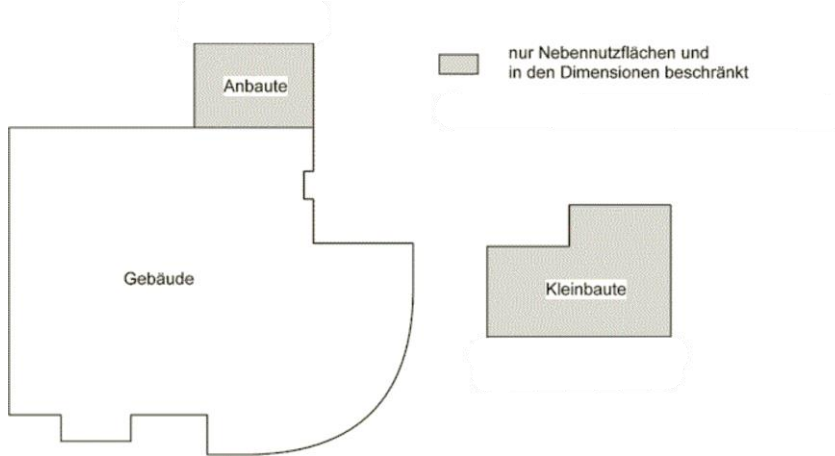 Anbaute
nur Nebennutzflächen und
in den Dimensionen beschränkt
Gebäude
Kleinbaute